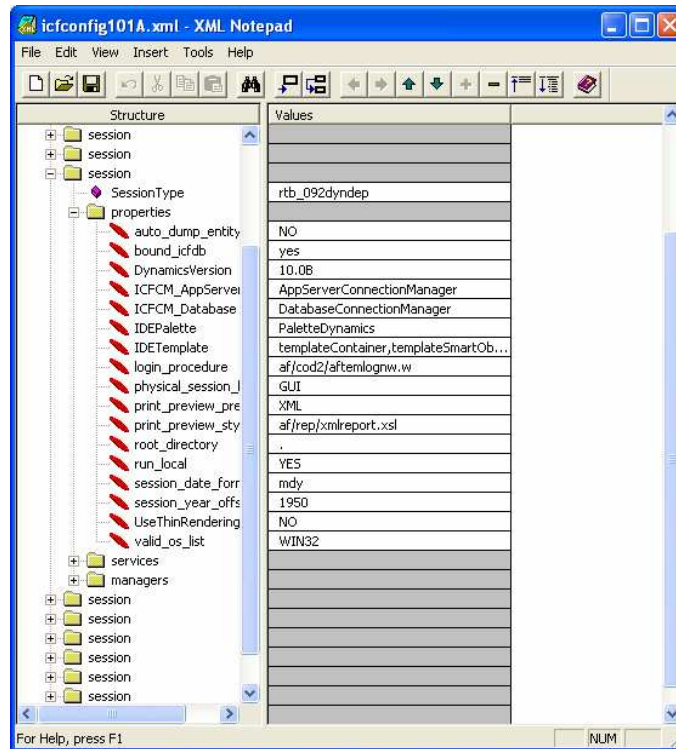 icfconfig101A.xml - XML Notepad
File Edit View Insert Tools Help
Structure Values
session
session
session
SessionType rtb_092dyndep
properties
auto_dump_entity NO
bound_icfdb yes
DynamicsVersion 10.0B
ICFCM_AppServer AppServerConnectionManager
ICFCM_Database DatabaseConnectionManager
IDEPalette PaletteDynamics
IDETemplate templateContainer,templateSmartOb...
login_procedure af/cod2/aftemlognw.w
physical_session_l GUI
print_preview_pre XML
print_preview_sty af/rep/xmlreport.xsl
root_directory .
run_local YES
session_date_forr mdy
session_year_offs 1950
UseThinRendering NO
valid_os_list WIN32
services
managers
session
session
session
session
session
session
For Help, press F1 NUM